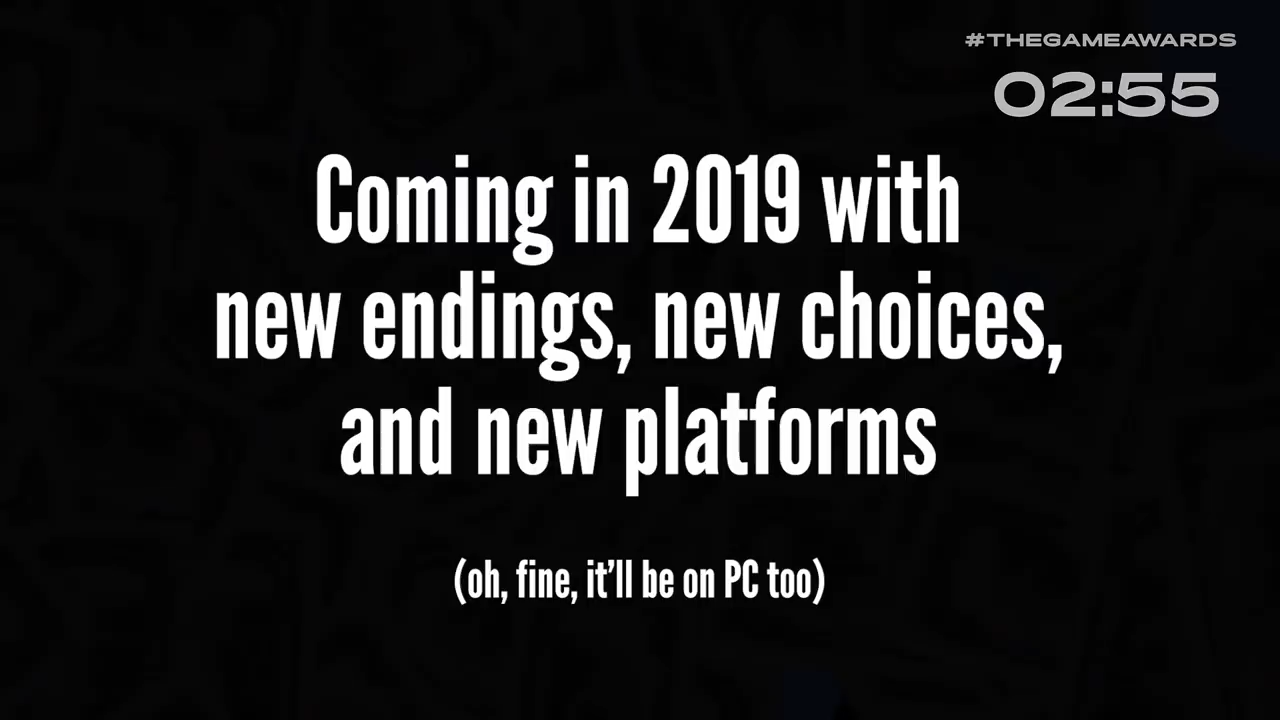 #THEGAMEAWARDS
02:55
Coming in 2019 with
new endings, new choices,
and new platforms
(oh, fine, it’ll be on PC too)